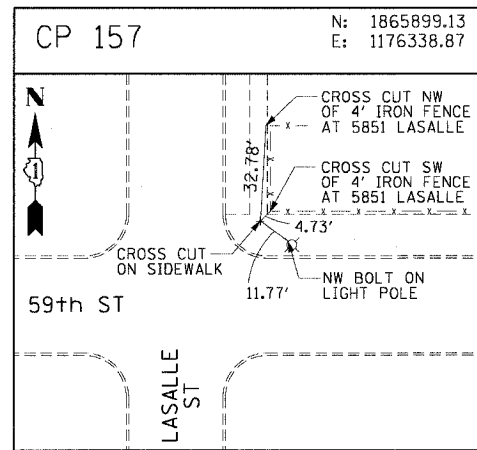 CP 157
N: 1865899.13
E: 1176338.87
N
1
CROSS CUT NW
OF 4' IRON FENCE
AT 5851 LASALLE
32.78'
CROSS CUT SW
OF 4' IRON FENCE
AT 5851 LASALLE
4.73'
CROSS CUT
ON SIDEWALK
11.77'
NW BOLT ON
LIGHT POLE
59th ST
LASALLE
ST